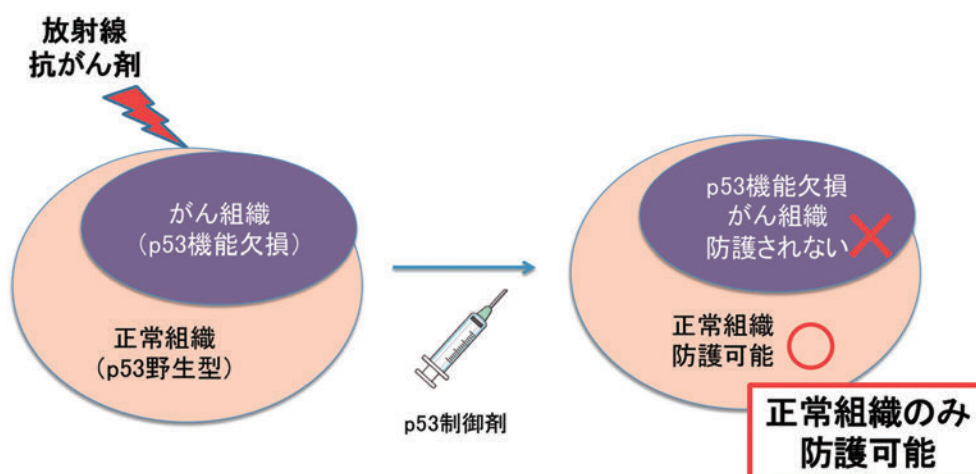 放射線
抗がん剤
がん組織
（p53機能欠損）
正常組織
（p53野生型）
p53制御剤
p53機能欠損
がん組織
防護されない
正常組織
防護可能
正常組織のみ
防護可能